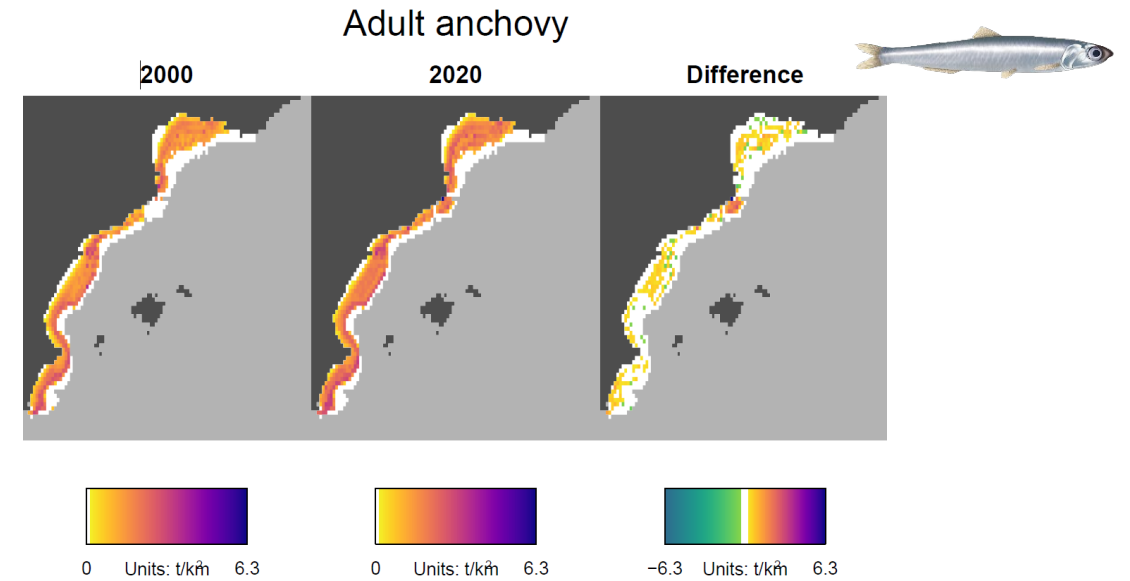 Adult anchovy
2000 2020 Difference
0 Units: t/km² 6.3 0 Units: t/km² 6.3 −6.3 Units: t/km² 6.3